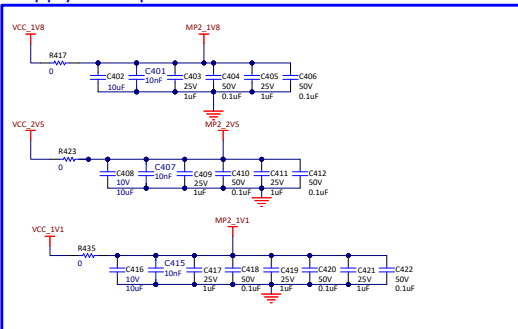 VCC_1V8
MP2_1V8
R417
0
C402
10uF
C401
10nF
C403
25V
1uF
C404
50V
0.1uF
C405
25V
1uF
C406
50V
0.1uF
VCC_2V5
MP2_2V5
R423
0
C408
10V
10uF
C407
10nF
C409
25V
1uF
C410
50V
0.1uF
C411
25V
1uF
C412
50V
0.1uF
VCC_1V1
MP2_1V1
R435
0
C416
10V
10uF
C415
10nF
C417
25V
1uF
C418
50V
0.1uF
C419
25V
1uF
C420
50V
0.1uF
C421
25V
1uF
C422
50V
0.1uF